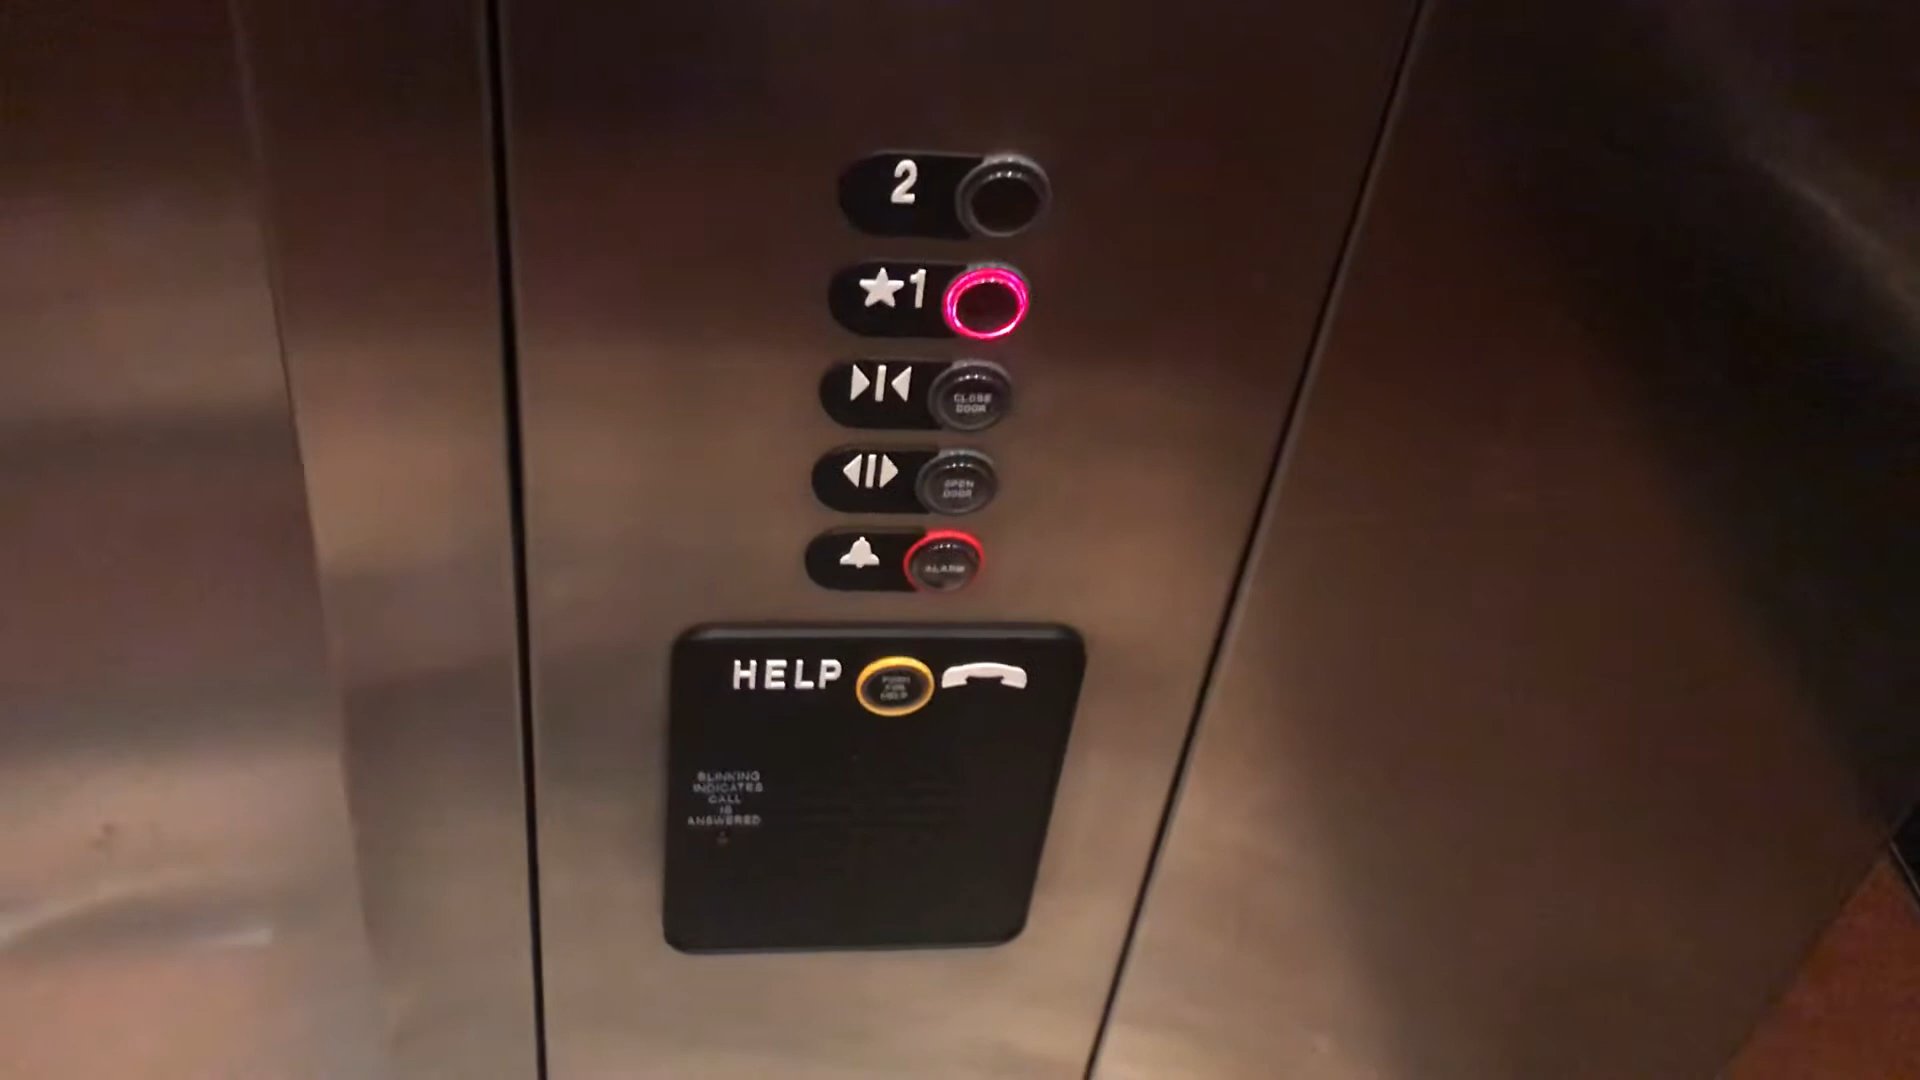 2
★1
CLOSE
DOOR
OPEN
DOOR
ALARM
HELP
PUSH
FOR
HELP
BLINKING
INDICATES
CALL
IS
ANSWERED